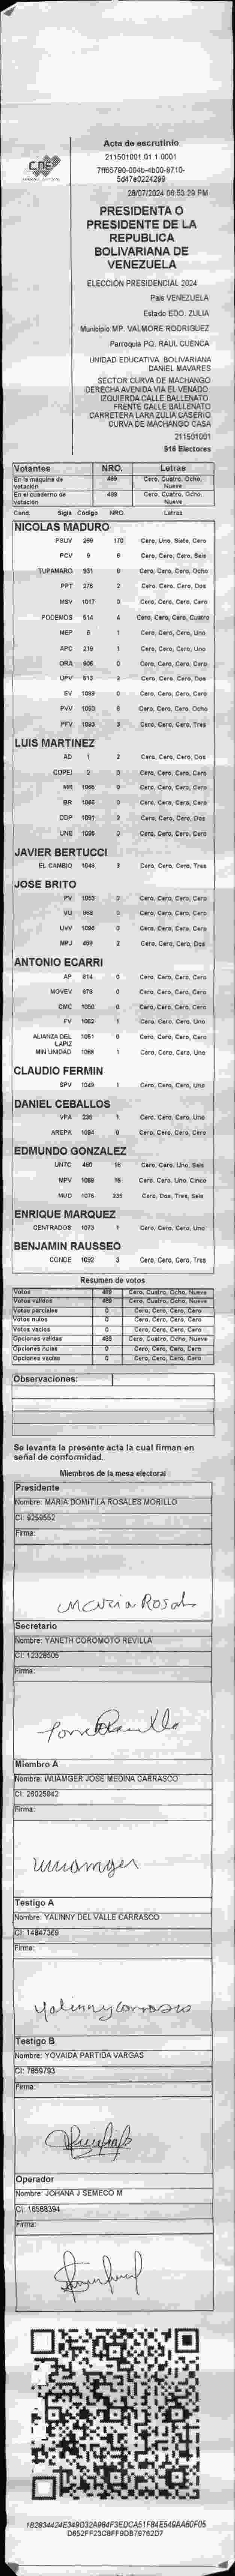 CNE
Acta de escrutinio
211501001.01.1.0001
28/07/2024 06:53:29 PM
PRESIDENTA O
PRESIDENTE DE LA
REPUBLICA
BOLIVARIANA DE
VENEZUELA
ELECCIÓN PRESIDENCIAL 2024
País VENEZUELA
Estado EDO. ZULIA
Municipio MP. VALMORE RODRIGUEZ
Parroquia PQ. RAUL CUENCA
UNIDAD EDUCATIVA BOLIVARIANA
DANIEL MAVARES
SECTOR CURVA DE MACHANGO
DERECHA AVENIDA VIA EL VENADO
IZQUIERDA CALLE BALLENATO
FRENTE CALLE BALLENATO
CARRETERA LARA ZULIA CASERIO
CURVA DE MACHANGO CASA
211501001
916 Electores
Votantes NRO. Letras
En la máquina de votación 489 Cero, Cuatro, Ocho, Nueve
En el cuaderno de votación 489 Cero, Cuatro, Ocho, Nueve
Cand. Sigla Código NRO. Letras
NICOLAS MADURO
PSUV 269 170 Cero, Uno, Siete, Cero
PCV 9 6 Cero, Cero, Cero, Seis
TUPAMARO 931 8 Cero, Cero, Cero, Ocho
PPT 276 2 Cero, Cero, Cero, Dos
MSV 1017 0 Cero, Cero, Cero, Cero
PODEMOS 514 4 Cero, Cero, Cero, Cuatro
MEP 6 1 Cero, Cero, Cero, Uno
APC 219 1 Cero, Cero, Cero, Uno
ORA 906 0 Cero, Cero, Cero, Cero
UPV 513 2 Cero, Cero, Cero, Dos
EV 1089 0 Cero, Cero, Cero, Cero
PVV 1090 8 Cero, Cero, Cero, Ocho
PFV 1093 3 Cero, Cero, Cero, Tres
LUIS MARTINEZ
AD 1 2 Cero, Cero, Cero, Dos
COPEI 2 0 Cero, Cero, Cero, Cero
MR 1065 0 Cero, Cero, Cero, Cero
BR 1066 0 Cero, Cero, Cero, Cero
DDP 1091 2 Cero, Cero, Cero, Dos
UNE 1095 0 Cero, Cero, Cero, Cero
JAVIER BERTUCCI
EL CAMBIO 1048 3 Cero, Cero, Cero, Tres
JOSE BRITO
PV 1053 0 Cero, Cero, Cero, Cero
VU 968 0 Cero, Cero, Cero, Cero
UVV 1096 0 Cero, Cero, Cero, Cero
MPJ 459 2 Cero, Cero, Cero, Dos
ANTONIO ECARRI
AP 814 0 Cero, Cero, Cero, Cero
MOVEV 979 0 Cero, Cero, Cero, Cero
CMC 1050 0 Cero, Cero, Cero, Cero
FV 1062 1 Cero, Cero, Cero, Uno
ALIANZA DEL LAPIZ 1051 0 Cero, Cero, Cero, Cero
MIN UNIDAD 1068 1 Cero, Cero, Cero, Uno
CLAUDIO FERMIN
SPV 1049 1 Cero, Cero, Cero, Uno
DANIEL CEBALLOS
VPA 235 1 Cero, Cero, Cero, Uno
AREPA 1094 0 Cero, Cero, Cero, Cero
EDMUNDO GONZALEZ
UNTC 460 16 Cero, Cero, Uno, Seis
MPV 1058 15 Cero, Cero, Uno, Cinco
MUD 1076 236 Cero, Dos, Tres, Seis
ENRIQUE MARQUEZ
CENTRADOS 1073 1 Cero, Cero, Cero, Uno
BENJAMIN RAUSSEO
CONDE 1092 3 Cero, Cero, Cero, Tres
Resumen de votos
Votos 489 Cero, Cuatro, Ocho, Nueve
Votos validos 489 Cero, Cuatro, Ocho, Nueve
Votos parciales 0 Cero, Cero, Cero, Cero
Votos nulos 0 Cero, Cero, Cero, Cero
Votos vacios 0 Cero, Cero, Cero, Cero
Opciones validas 489 Cero, Cuatro, Ocho, Nueve
Opciones nulas 0 Cero, Cero, Cero, Cero
Opciones vacias 0 Cero, Cero, Cero, Cero
Observaciones:
Se levanta la presente acta la cual firman en
señal de conformidad.
Miembros de la mesa electoral
Presidente
Nombre: MARIA DOMITILA ROSALES MORILLO
CI: 9259552
Firma:
Maria Rosal
Secretario
Nombre: YANETH COROMOTO REVILLA
CI: 12328505
Firma:
Miembro A
Nombre: WUAMGER JOSE MEDINA CARRASCO
CI: 26025942
Firma:
Testigo A
Nombre: YALINNY DEL VALLE CARRASCO
CI: 14847369
Firma:
Yalinny Carrasco
Testigo B
Nombre: YOVAIDA PARTIDA VARGAS
CI: 7859793
Firma:
Operador
Nombre: JOHANA J SEMECO M
CI: 16588394
Firma: